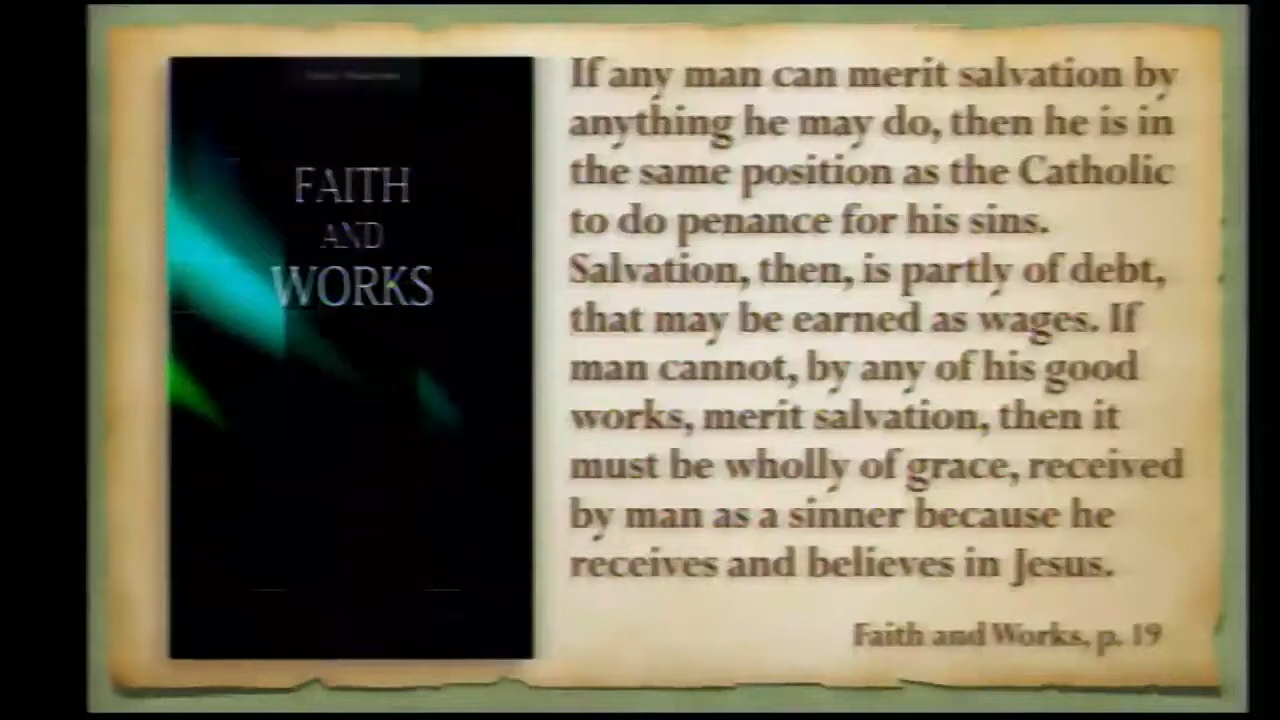 FAITH
AND
WORKS
If any man can merit salvation by
anything he may do, then he is in
the same position as the Catholic
to do penance for his sins.
Salvation, then, is partly of debt,
that may be earned as wages. If
man cannot, by any of his good
works, merit salvation, then it
must be wholly of grace, received
by man as a sinner because he
receives and believes in Jesus.
Faith and Works, p. 19